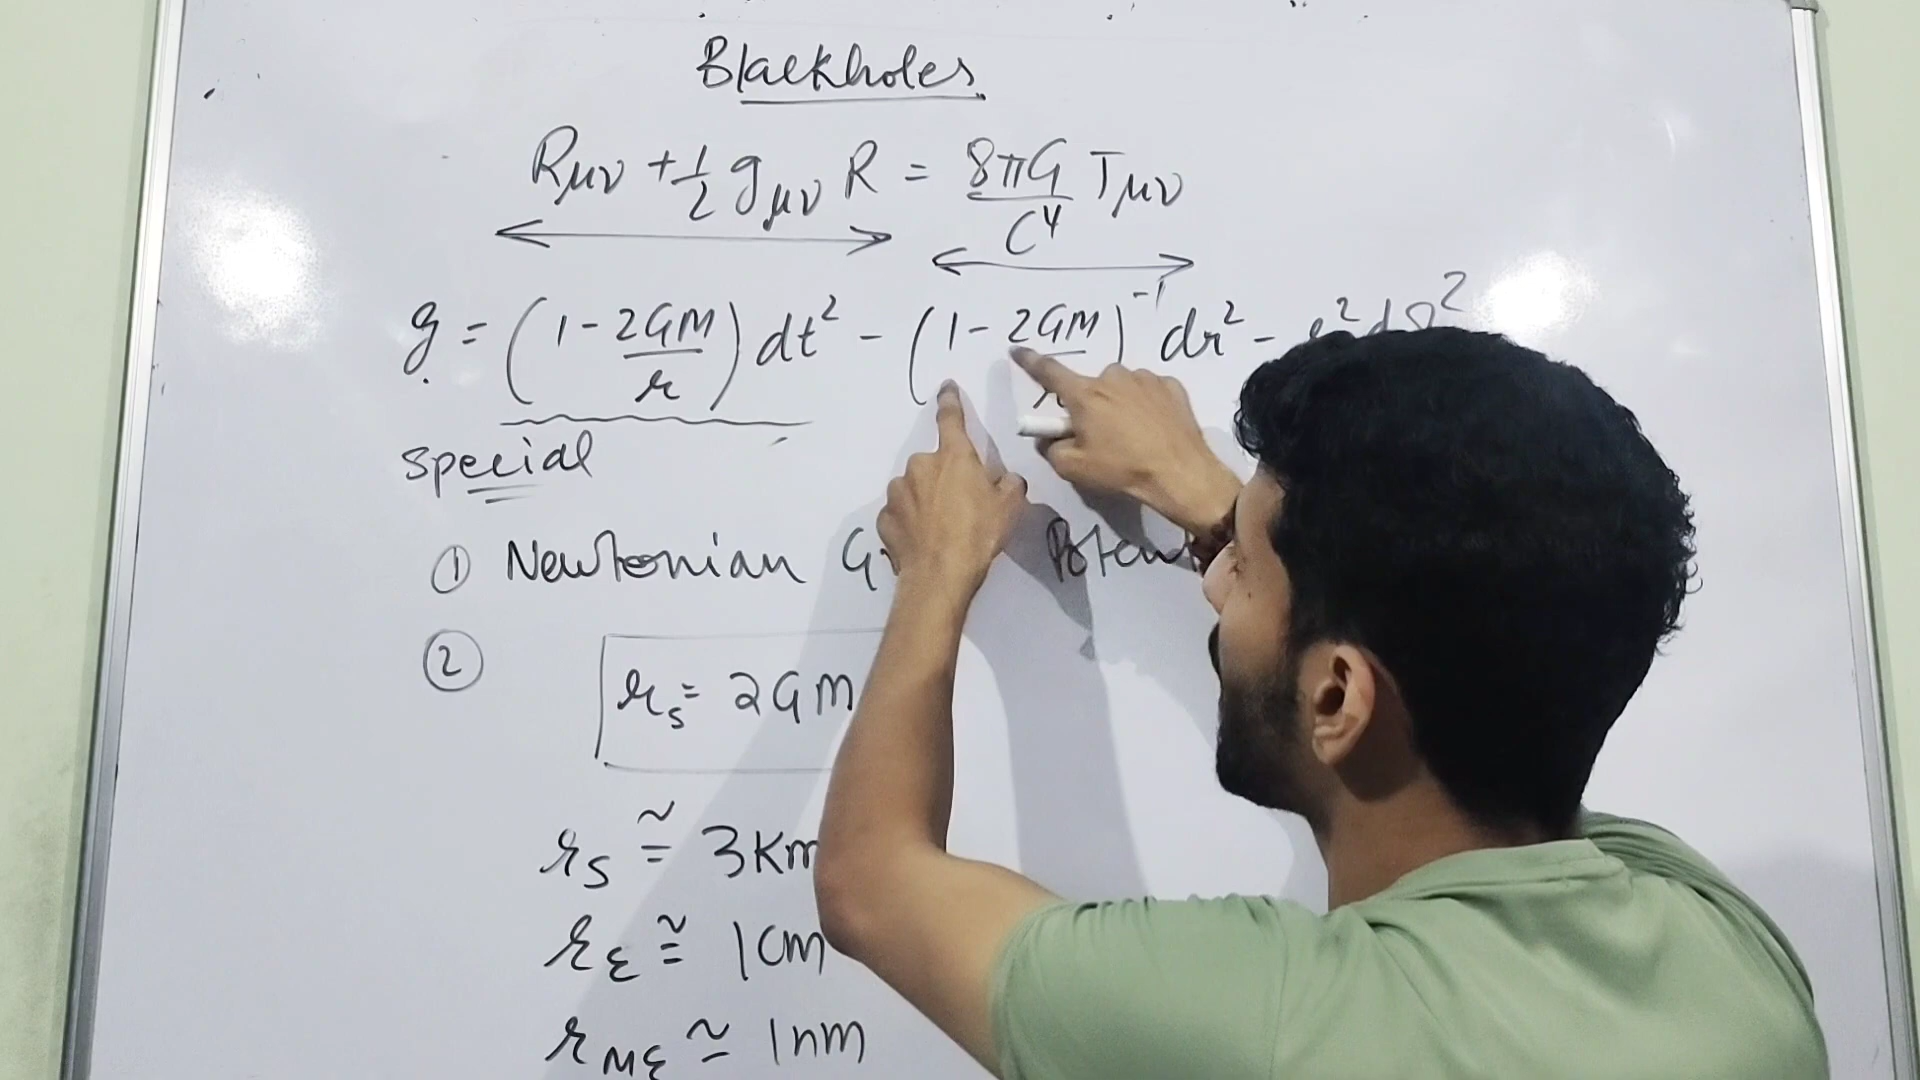 Blackholes
Rμν + 1/2 gμν R = 8πG/C⁴ Tμν
g = (1 - 2GM/r) dt² - (1 - 2GM/r)⁻¹ dr² -
special
① Newtonian
② rs = 2GM
rs ≅ 3Km
rE ≅ 1cm
rME ≃ 1nm